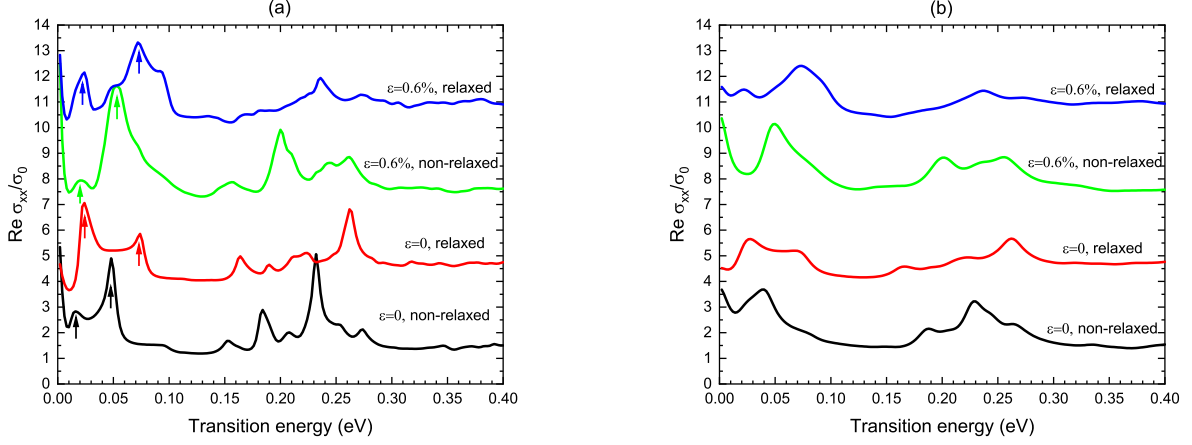 (a)
14
13
12
11
10
9
8
7
6
5
4
3
2
1
0
Re σxx/σ0
ε=0.6%, relaxed
ε=0.6%, non-relaxed
ε=0, relaxed
ε=0, non-relaxed
0.00 0.05 0.10 0.15 0.20 0.25 0.30 0.35 0.40
Transition energy (eV)
(b)
14
13
12
11
10
9
8
7
6
5
4
3
2
1
0
Re σxx/σ0
ε=0.6%, relaxed
ε=0.6%, non-relaxed
ε=0, relaxed
ε=0, non-relaxed
0.00 0.05 0.10 0.15 0.20 0.25 0.30 0.35 0.40
Transition energy (eV)